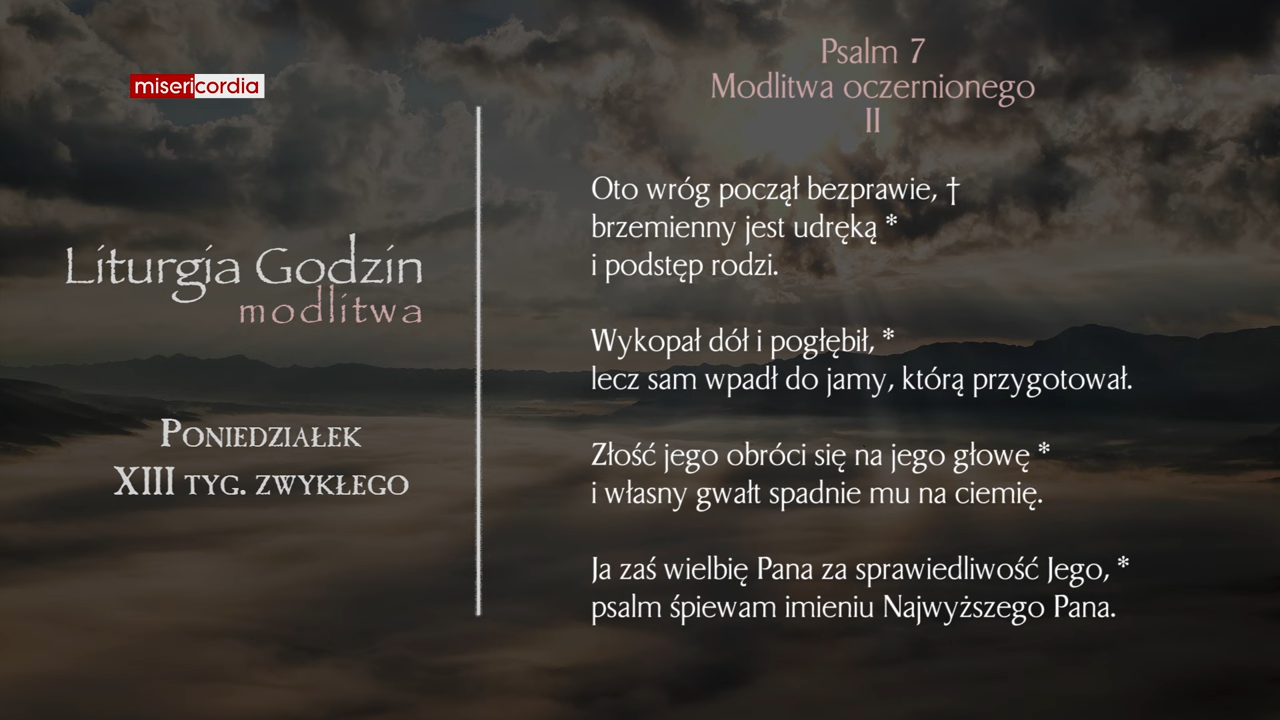 misericordia
Liturgia Godzin
modlitwa
Poniedziałek
XIII tyg. zwykłego
Psalm 7
Modlitwa oczernionego
II
Oto wróg począł bezprawie, †
brzemienny jest udręką *
i podstęp rodzi.
Wykopał dół i pogłębił, *
lecz sam wpadł do jamy, którą przygotował.
Złość jego obróci się na jego głowę *
i własny gwałt spadnie mu na ciemię.
Ja zaś wielbię Pana za sprawiedliwość Jego, *
psalm śpiewam imieniu Najwyższego Pana.